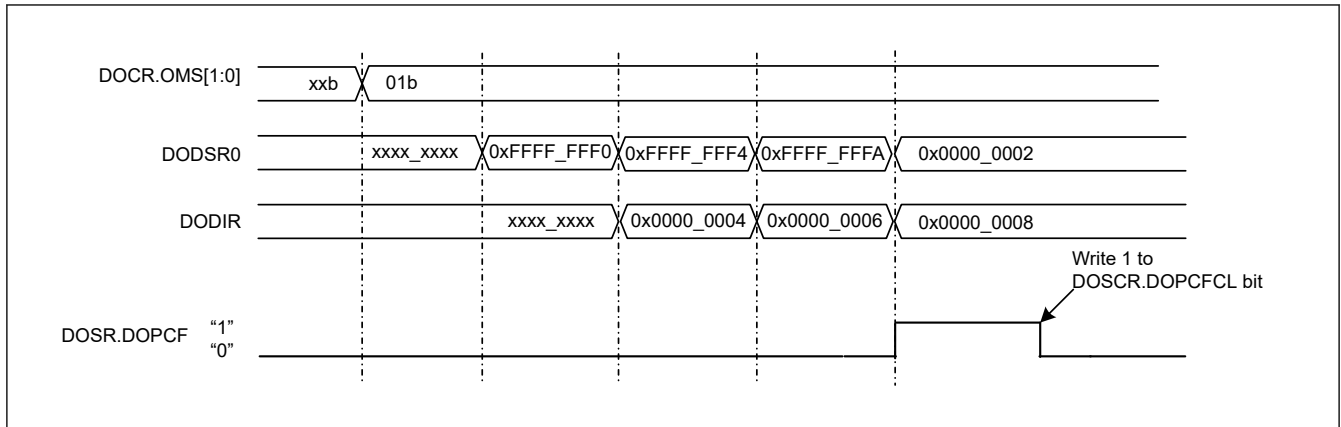 DOCR.OMS[1:0] xxb 01b
DODSR0 xxxx_xxxx 0xFFFF_FFF0 0xFFFF_FFF4 0xFFFF_FFFA 0x0000_0002
DODIR xxxx_xxxx 0x0000_0004 0x0000_0006 0x0000_0008
Write 1 to
DOSCR.DOPCFCL bit
DOSR.DOPCF “1”
“0”